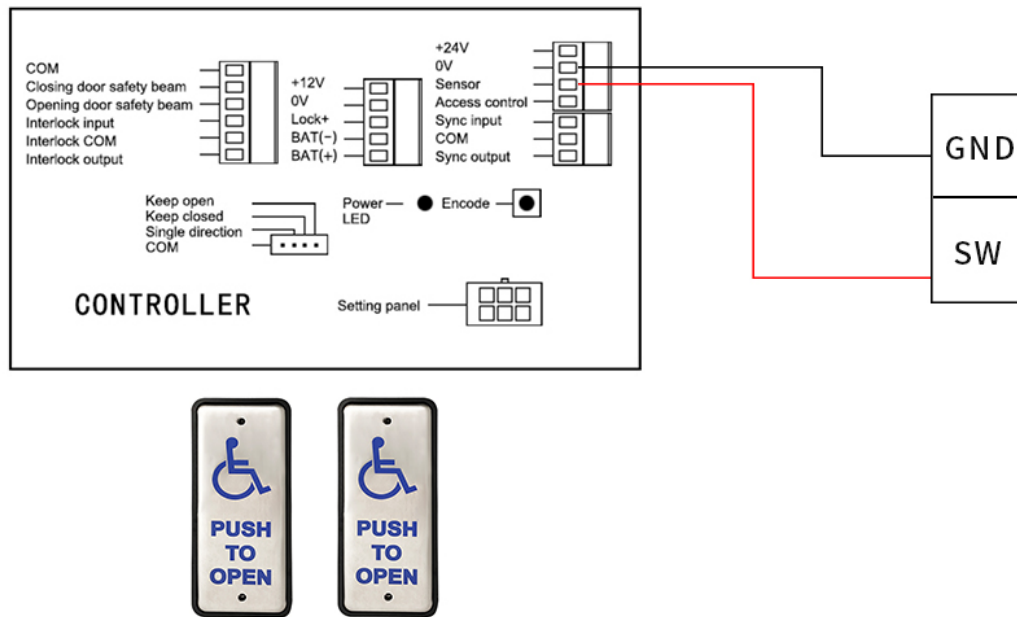 COM
Closing door safety beam
Opening door safety beam
Interlock input
Interlock COM
Interlock output
+12V
0V
Lock+
BAT(-)
BAT(+)
+24V
0V
Sensor
Access control
Sync input
COM
Sync output
GND
SW
Keep open
Keep closed
Single direction
COM
Power
LED
Encode
CONTROLLER
Setting panel
PUSH
TO
OPEN
PUSH
TO
OPEN